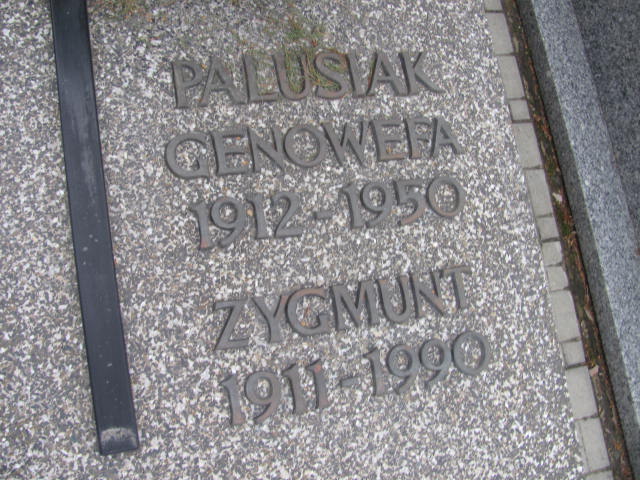 PALUSIAK
GENOWEFA
1912-1950
ZYGMUNT
1911-1990